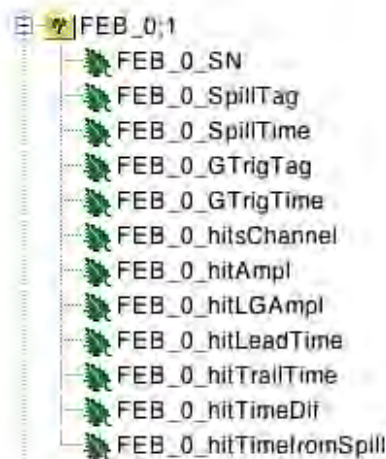 FEB_0;1
FEB_0_SN
FEB_0_SpillTag
FEB_0_SpillTime
FEB_0_GTrigTag
FEB_0_GTrigTime
FEB_0_hitsChannel
FEB_0_hitAmpl
FEB_0_hitLGAmpl
FEB_0_hitLeadTime
FEB_0_hitTrailTime
FEB_0_hitTimeDif
FEB_0_hitTimefromSpill